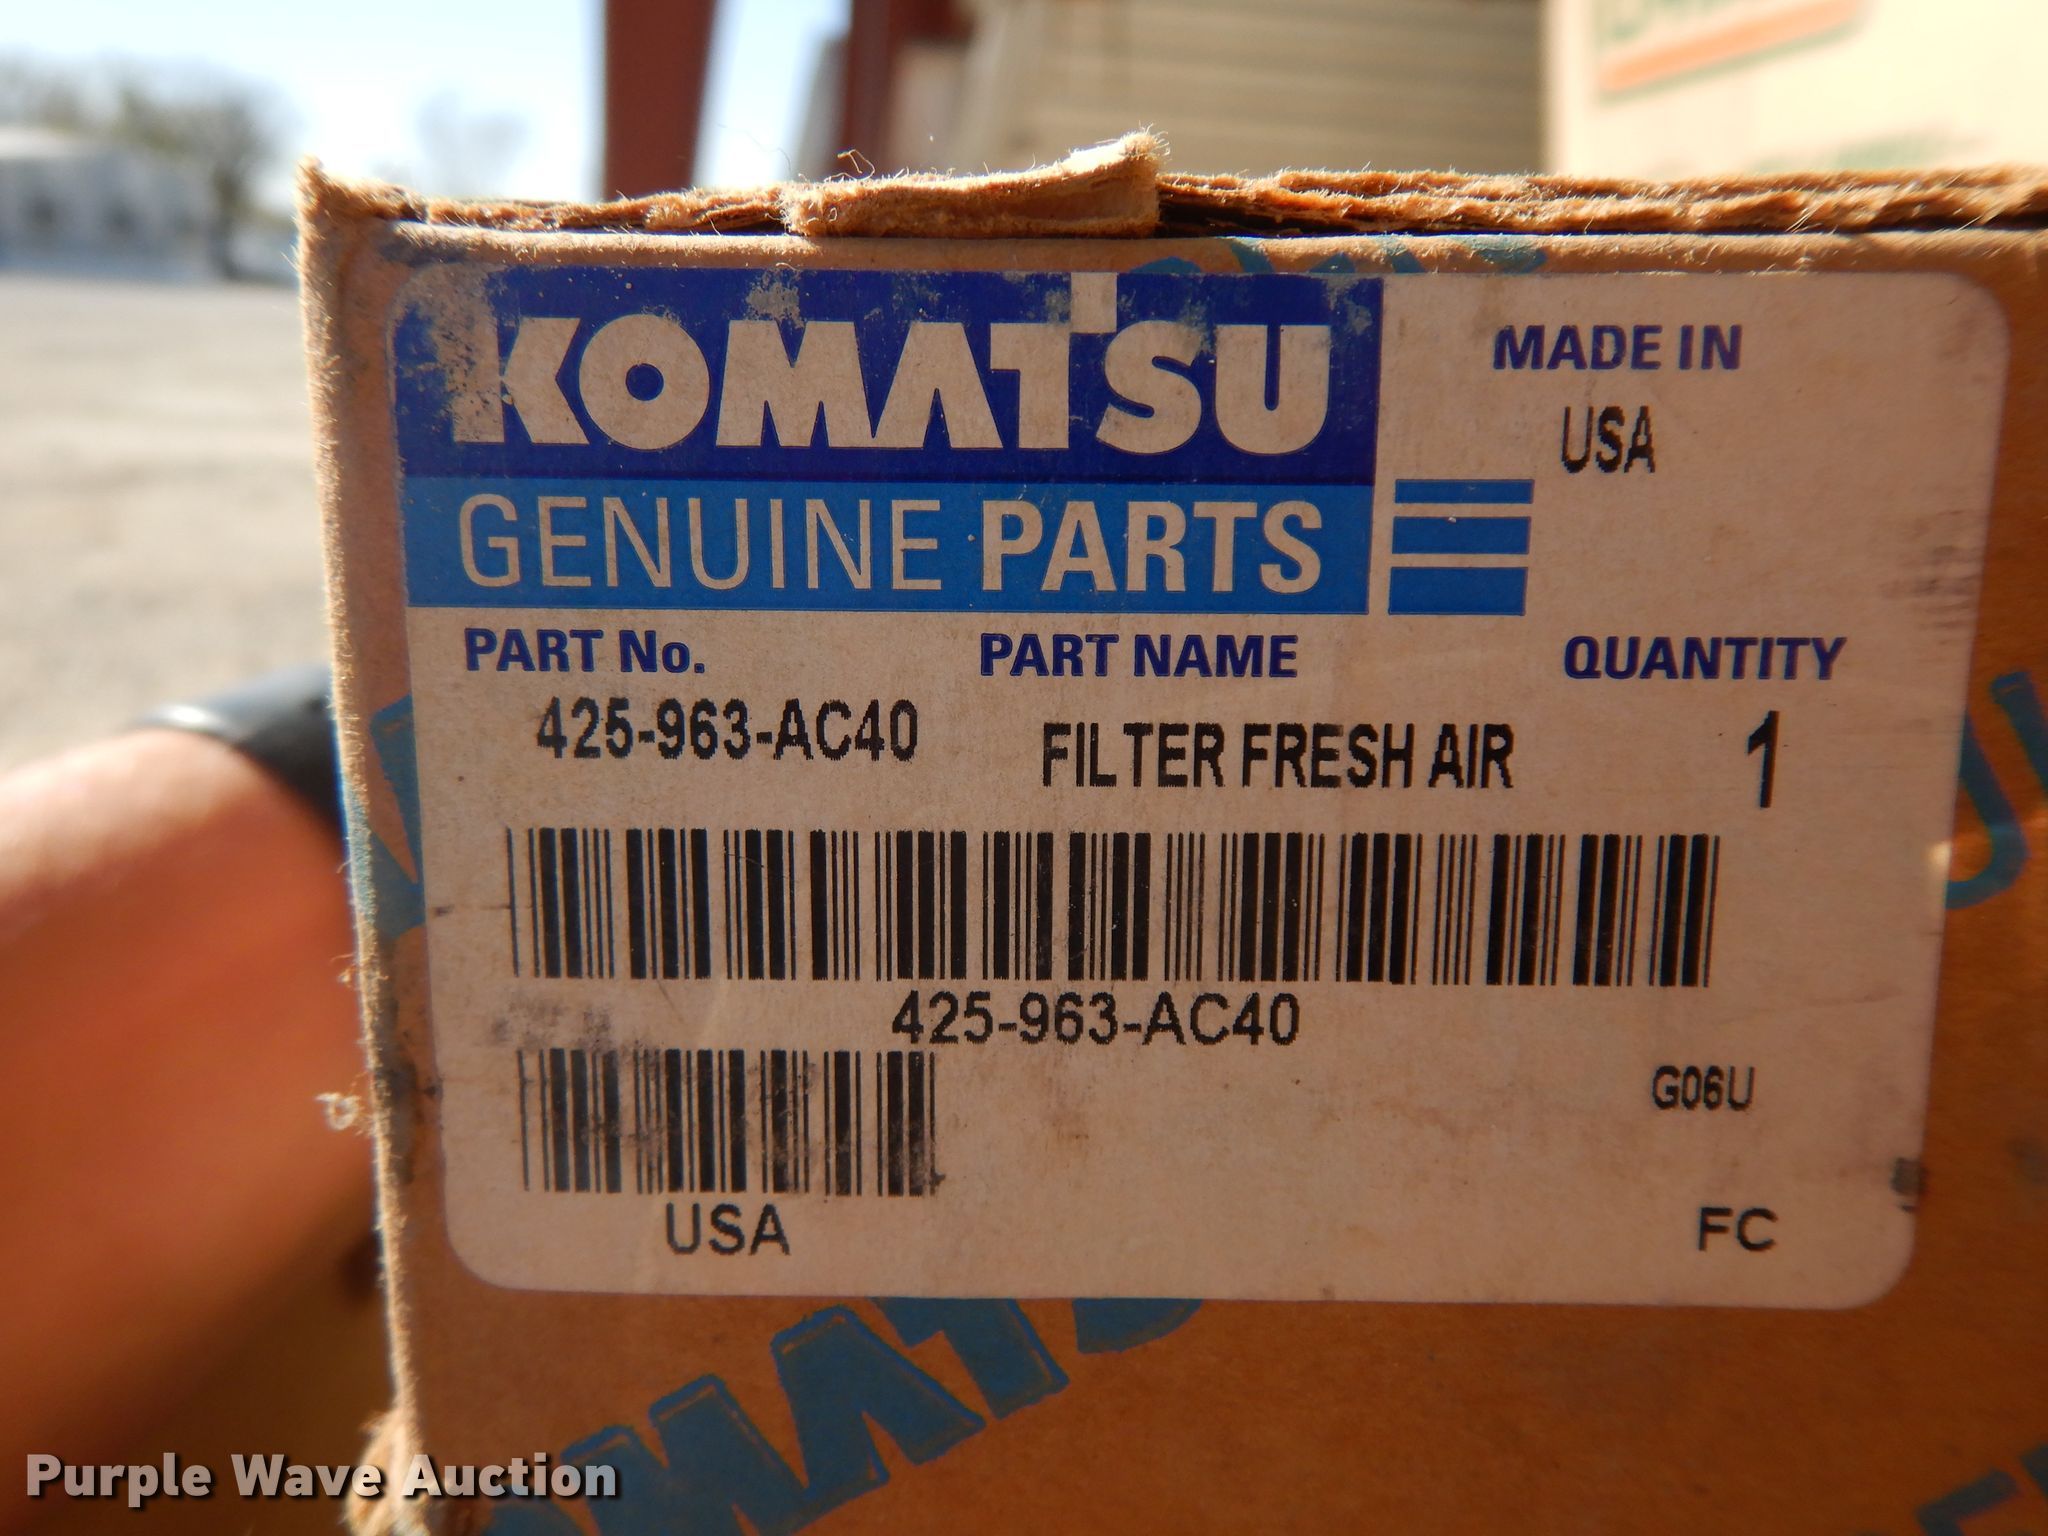 KOMATSU
GENUINE PARTS
MADE IN
USA
PART No.
PART NAME
QUANTITY
425-963-AC40
FILTER FRESH AIR
1
425-963-AC40
G06U
USA
FC
Purple Wave Auction